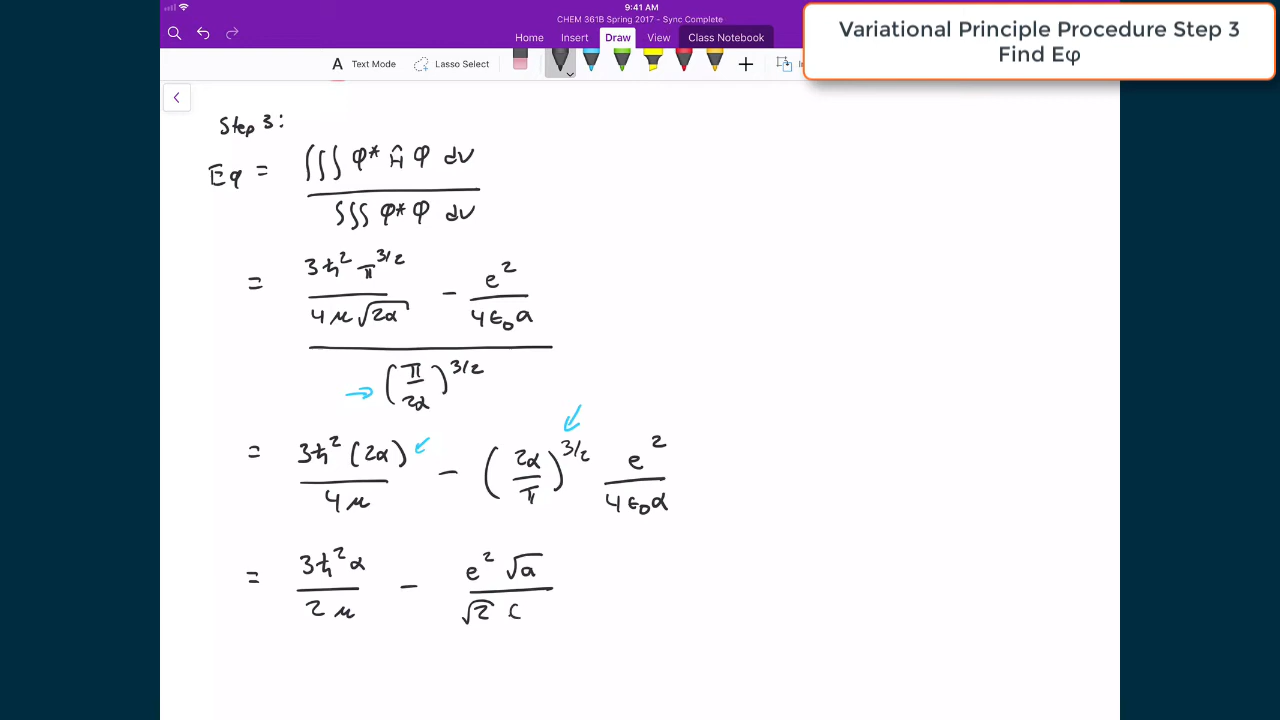 9:41 AM
CHEM 361B Spring 2017 - Sync Complete
Home Insert Draw View Class Notebook
Variational Principle Procedure Step 3
Find Eφ
A Text Mode Lasso Select
Step 3:
Eφ = ∫∫∫ φ* Ĥ φ dv
∫∫∫ φ* φ dv
= 3ħ² π^3/2 / 4μ√2α − e² / 4ε₀a
→ (π/2α)^3/2
= 3ħ² (2α) / 4μ − (2α/π)^3/2 e² / 4ε₀α
= 3ħ²α / 2μ − e² √a / √2